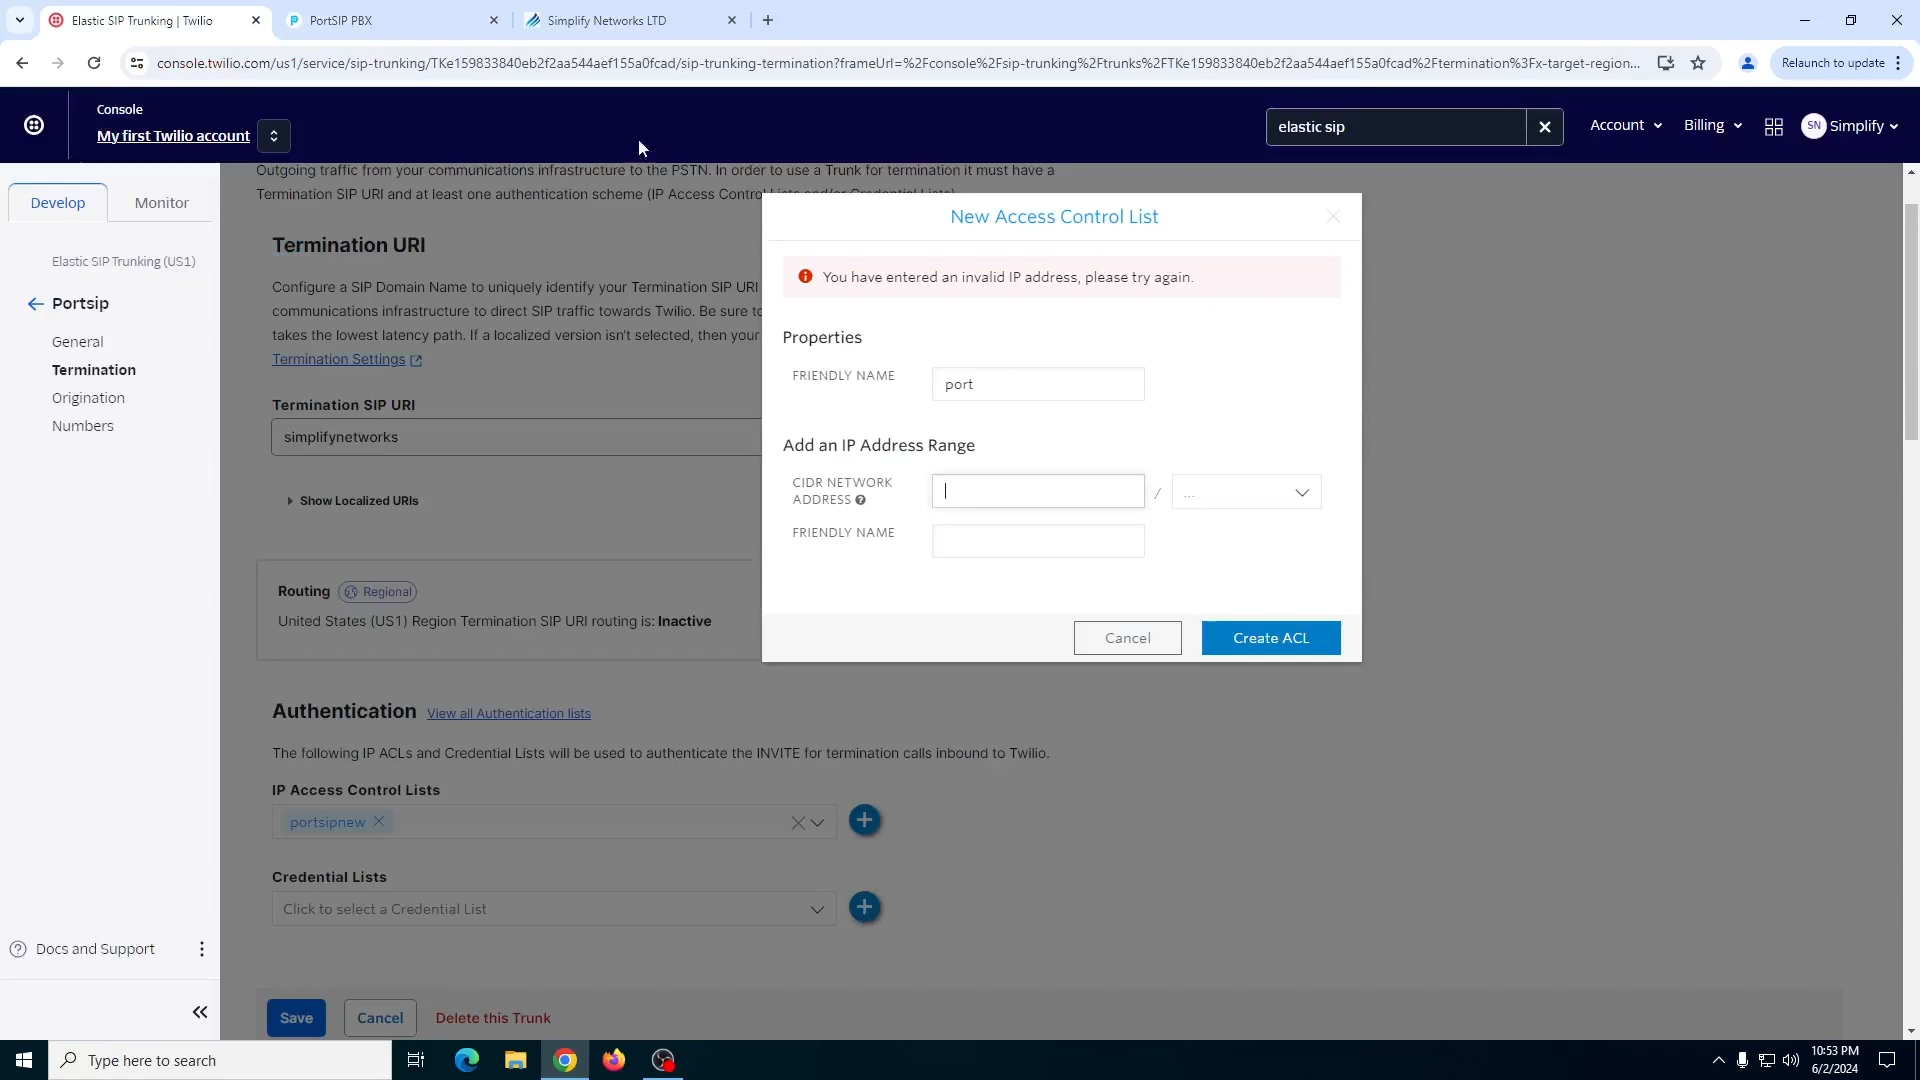 Elastic SIP Trunking | Twilio
PortSIP PBX
Simplify Networks LTD
console.twilio.com/us1/service/sip-trunking/TKe159833840eb2f2aa544aef155a0fcad/sip-trunking-termination?frameUrl=%2Fconsole%2Fsip-trunking%2Ftrunks%2FTKe159833840eb2f2aa544aef155a0fcad%2Ftermination%3Fx-target-region...
Relaunch to update
Console
My first Twilio account
elastic sip
Account
Billing
SN
Simplify
Develop
Monitor
Elastic SIP Trunking (US1)
Portsip
General
Termination
Origination
Numbers
Docs and Support
Outgoing traffic from your communications infrastructure to the PSTN. In order to use a Trunk for termination it must have a
Termination SIP URI and at least one authentication scheme (IP Access Control Lists and/or Credential Lists).
Termination URI
Configure a SIP Domain Name to uniquely identify your Termination SIP URI
communications infrastructure to direct SIP traffic towards Twilio. Be sure to
takes the lowest latency path. If a localized version isn't selected, then your
Termination Settings
Termination SIP URI
simplifynetworks
Show Localized URIs
Routing
Regional
United States (US1) Region Termination SIP URI routing is: Inactive
Authentication
View all Authentication lists
The following IP ACLs and Credential Lists will be used to authenticate the INVITE for termination calls inbound to Twilio.
IP Access Control Lists
portsipnew
Credential Lists
Click to select a Credential List
Save
Cancel
Delete this Trunk
New Access Control List
You have entered an invalid IP address, please try again.
Properties
FRIENDLY NAME
port
Add an IP Address Range
CIDR NETWORK
ADDRESS
/
...
FRIENDLY NAME
Cancel
Create ACL
Type here to search
10:53 PM
6/2/2024